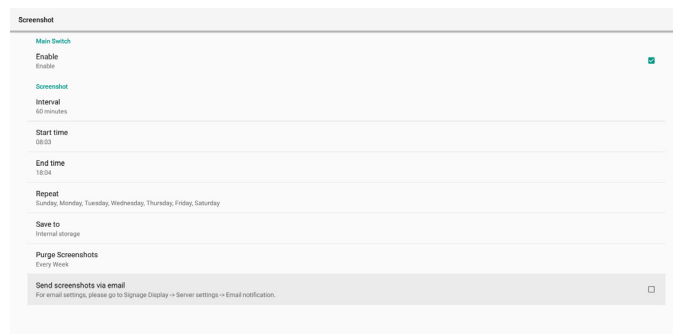 Screenshot
Main Switch
Enable
Enable
Screenshot
Interval
60 minutes
Start time
08:03
End time
18:04
Repeat
Sunday, Monday, Tuesday, Wednesday, Thursday, Friday, Saturday
Save to
Internal storage
Purge Screenshots
Every Week
Send screenshots via email
For email settings, please go to Signage Display -> Server settings -> Email notification.